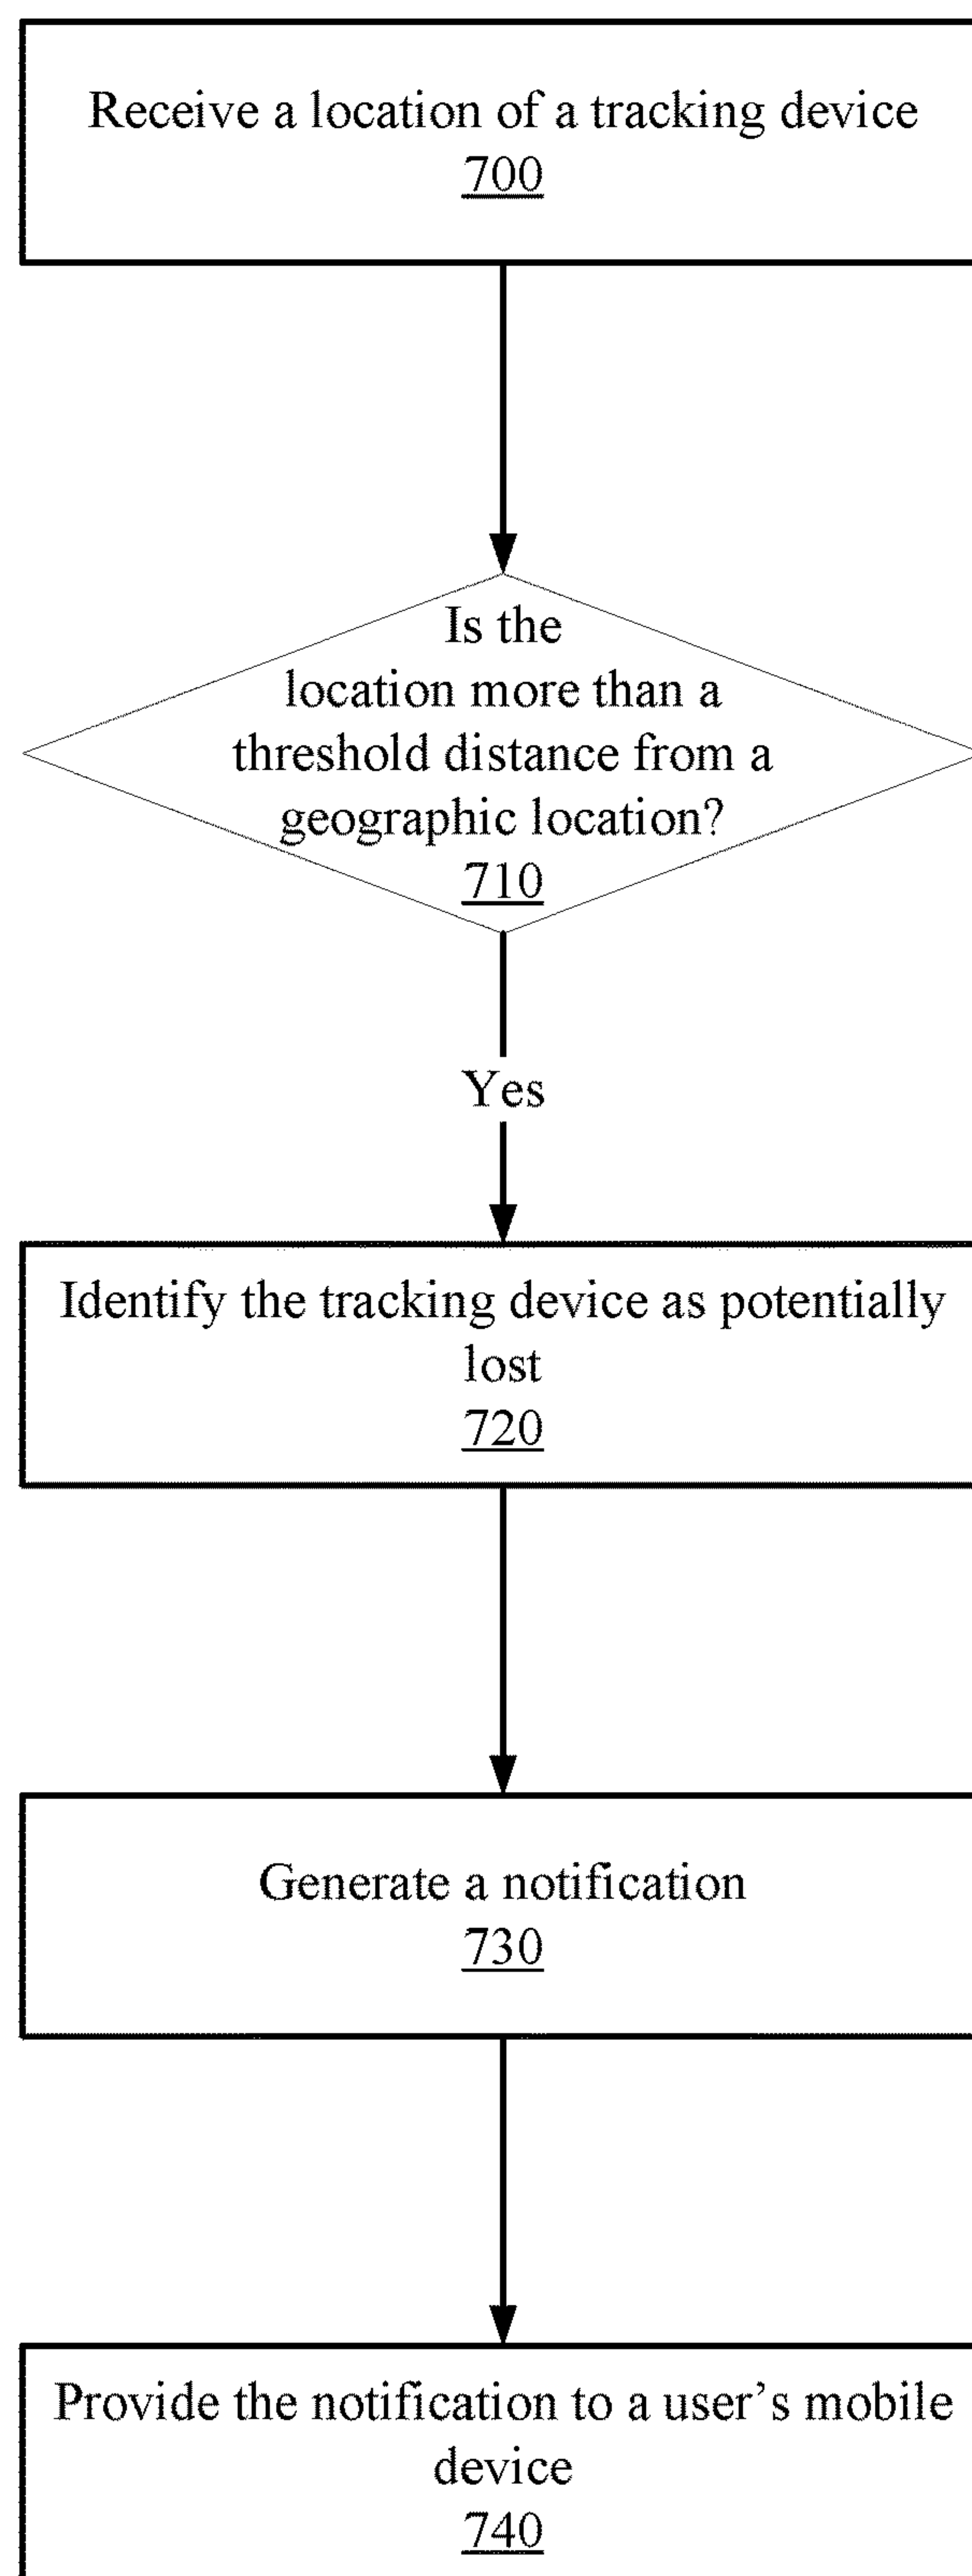 Receive a location of a tracking device
700
Is the
location more than a
threshold distance from a
geographic location?
710
Yes
Identify the tracking device as potentially
lost
720
Generate a notification
730
Provide the notification to a user’s mobile
device
740